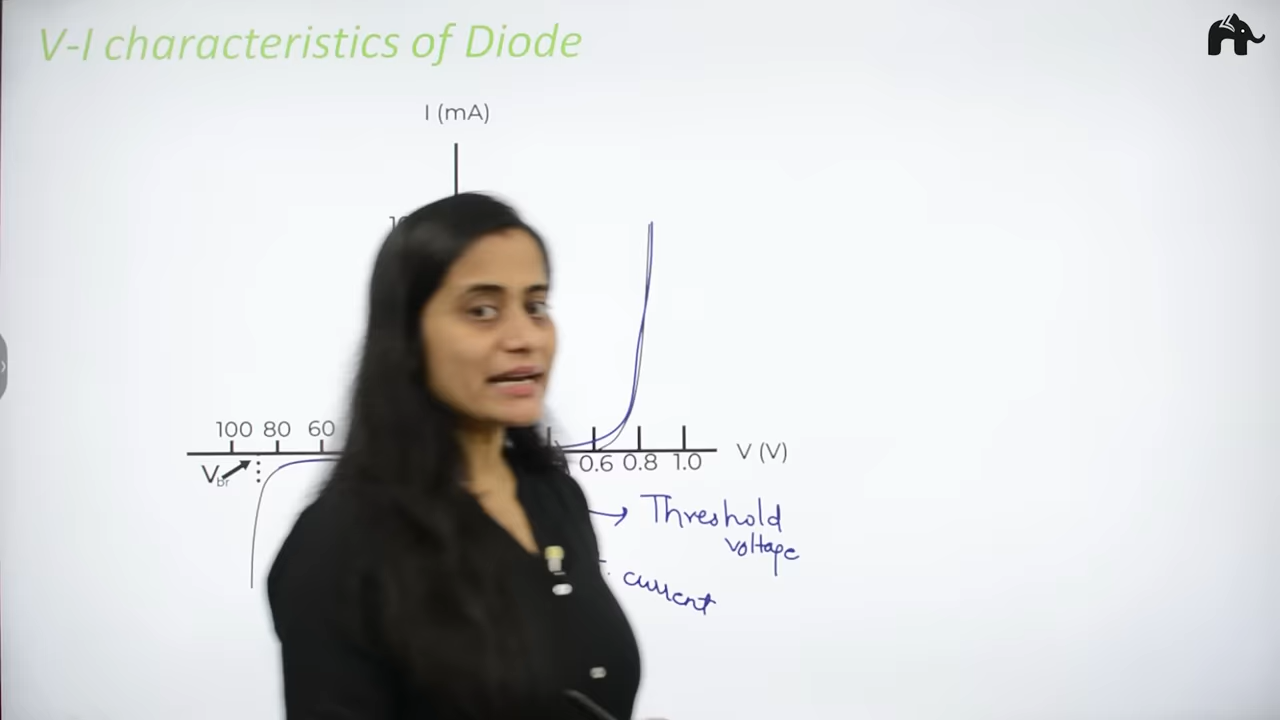 V-I characteristics of Diode
I (mA)
100 80 60
0.6 0.8 1.0 V (V)
Vbr
Threshold
voltage
current